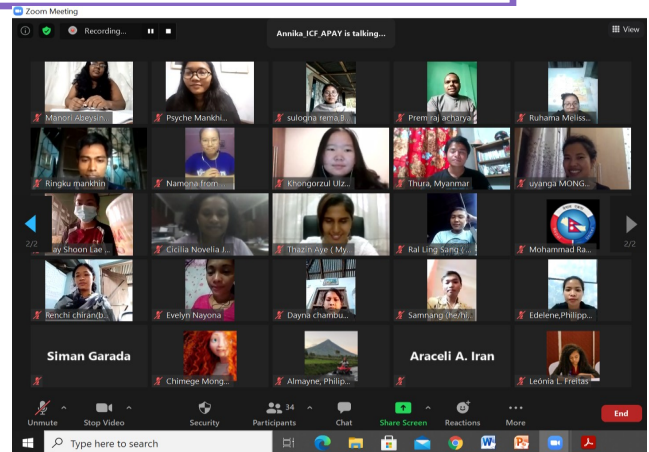 Zoom Meeting
Recording...
Annika_ICF_APAY is talking...
View
Manori Abeysin...
Psyche Mankhi...
sulogna rema B...
Prem raj acharya
Ruhama Meliss...
Ringku mankhin
Namona from
Khongorzul Ulz...
Thura, Myanmar
uyanga MONG...
2/2
ay Shoon Lae
Cicilia Novelia J...
Thazin Aye ( My...
Ral Ling Sang (
Mohammad Ra...
2/2
Renchi chiran(b...
Evelyn Nayona
Dayna chambu...
Samnang (he/hi...
Edelene,Philipp...
Siman Garada
Chimege Mong...
Almayne, Philip...
Araceli A. Iran
Leónia L. Freitas
Unmute
Stop Video
Security
Participants
34
Chat
Share Screen
Reactions
More
End
Type here to search